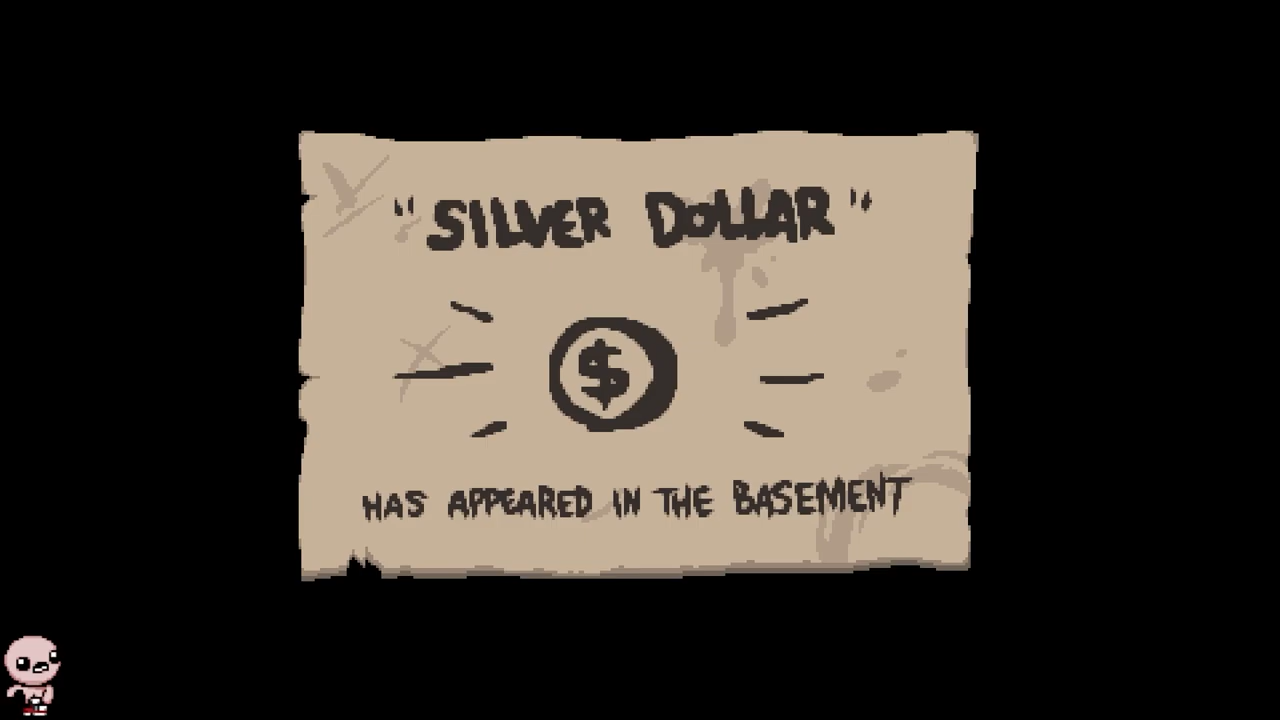 "SILVER DOLLAR"
$
HAS APPEARED IN THE BASEMENT